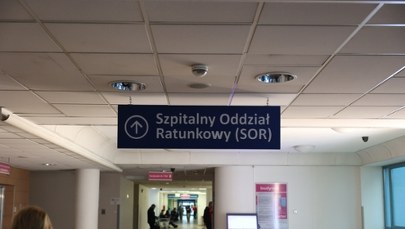 Szpitalny Oddział
Ratunkowy (SOR)